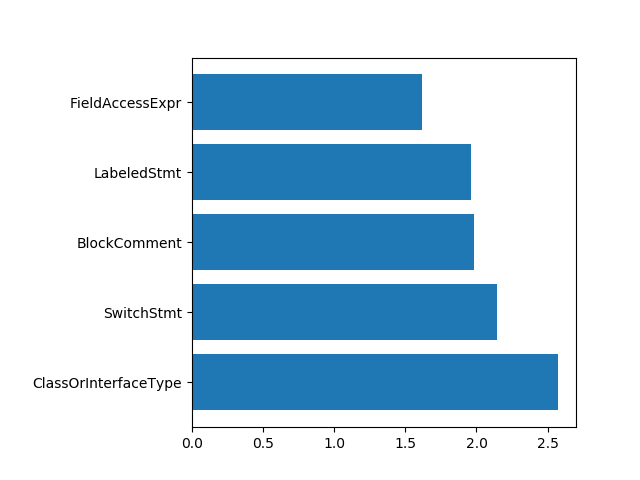 FieldAccessExpr
LabeledStmt
BlockComment
SwitchStmt
ClassOrInterfaceType
0.0 0.5 1.0 1.5 2.0 2.5